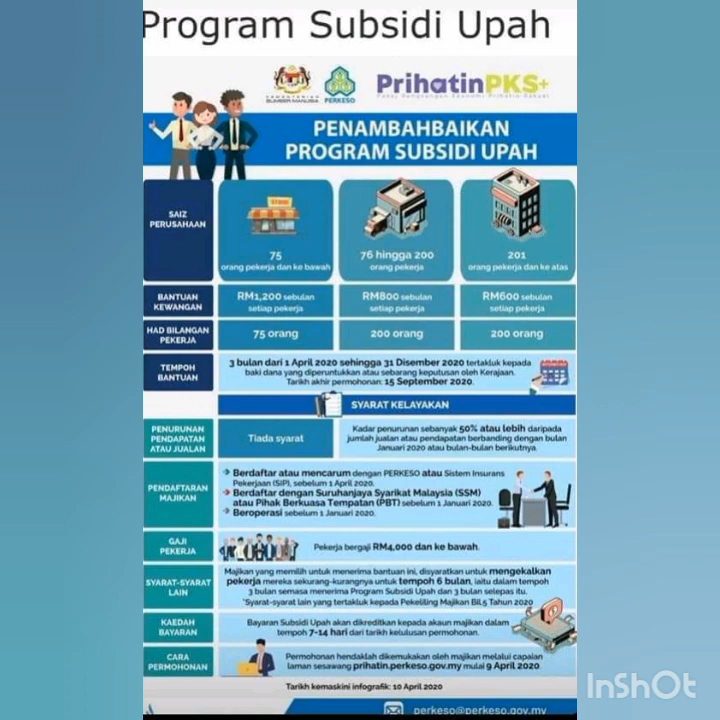 Program Subsidi Upah
KEMENTERIAN
SUMBER MANUSIA
PERKESO
PrihatinPKS+
PENAMBAHBAIKAN
PROGRAM SUBSIDI UPAH
SAIZ
PERUSAHAAN
75
orang pekerja dan ke bawah
76 hingga 200
orang pekerja
201
orang pekerja dan ke atas
BANTUAN
KEWANGAN
RM1,200 sebulan
setiap pekerja
RM800 sebulan
setiap pekerja
RM600 sebulan
setiap pekerja
HAD BILANGAN
PEKERJA
75 orang
200 orang
200 orang
TEMPOH
BANTUAN
3 bulan dari 1 April 2020 sehingga 31 Disember 2020 tertakluk kepada
baki dana yang diperuntukkan atau sebarang keputusan oleh Kerajaan.
Tarikh akhir permohonan: 15 September 2020.
SYARAT KELAYAKAN
PENURUNAN
PENDAPATAN
ATAU JUALAN
Tiada syarat
Kadar penurunan sebanyak 50% atau lebih daripada
jumlah jualan atau pendapatan berbanding dengan bulan
Januari 2020 atau bulan-bulan berikutnya.
PENDAFTARAN
MAJIKAN
Berdaftar atau mencarum dengan PERKESO atau Sistem Insurans
Pekerjaan (SIP), sebelum 1 April 2020.
Berdaftar dengan Suruhanjaya Syarikat Malaysia (SSM)
atau Pihak Berkuasa Tempatan (PBT) sebelum 1 Januari 2020.
Beroperasi sebelum 1 Januari 2020.
GAJI
PEKERJA
Pekerja bergaji RM4,000 dan ke bawah.
SYARAT-SYARAT
LAIN
Majikan yang memilih untuk menerima bantuan ini, disyaratkan untuk mengekalkan
pekerja mereka sekurang-kurangnya untuk tempoh 6 bulan, iaitu dalam tempoh
3 bulan semasa menerima Program Subsidi Upah dan 3 bulan selepas itu.
*Syarat-syarat lain yang tertakluk kepada Pekeliling Majikan Bil.5 Tahun 2020
KAEDAH
BAYARAN
Bayaran Subsidi Upah akan dikreditkan kepada akaun majikan dalam
tempoh 7-14 hari dari tarikh kelulusan permohonan.
CARA
PERMOHONAN
Permohonan hendaklah dikemukakan oleh majikan melalui capaian
laman sesawang prihatin.perkeso.gov.my mulai 9 April 2020.
Tarikh kemaskini infografik: 10 April 2020
perkeso@perkeso.gov.my
InShOt